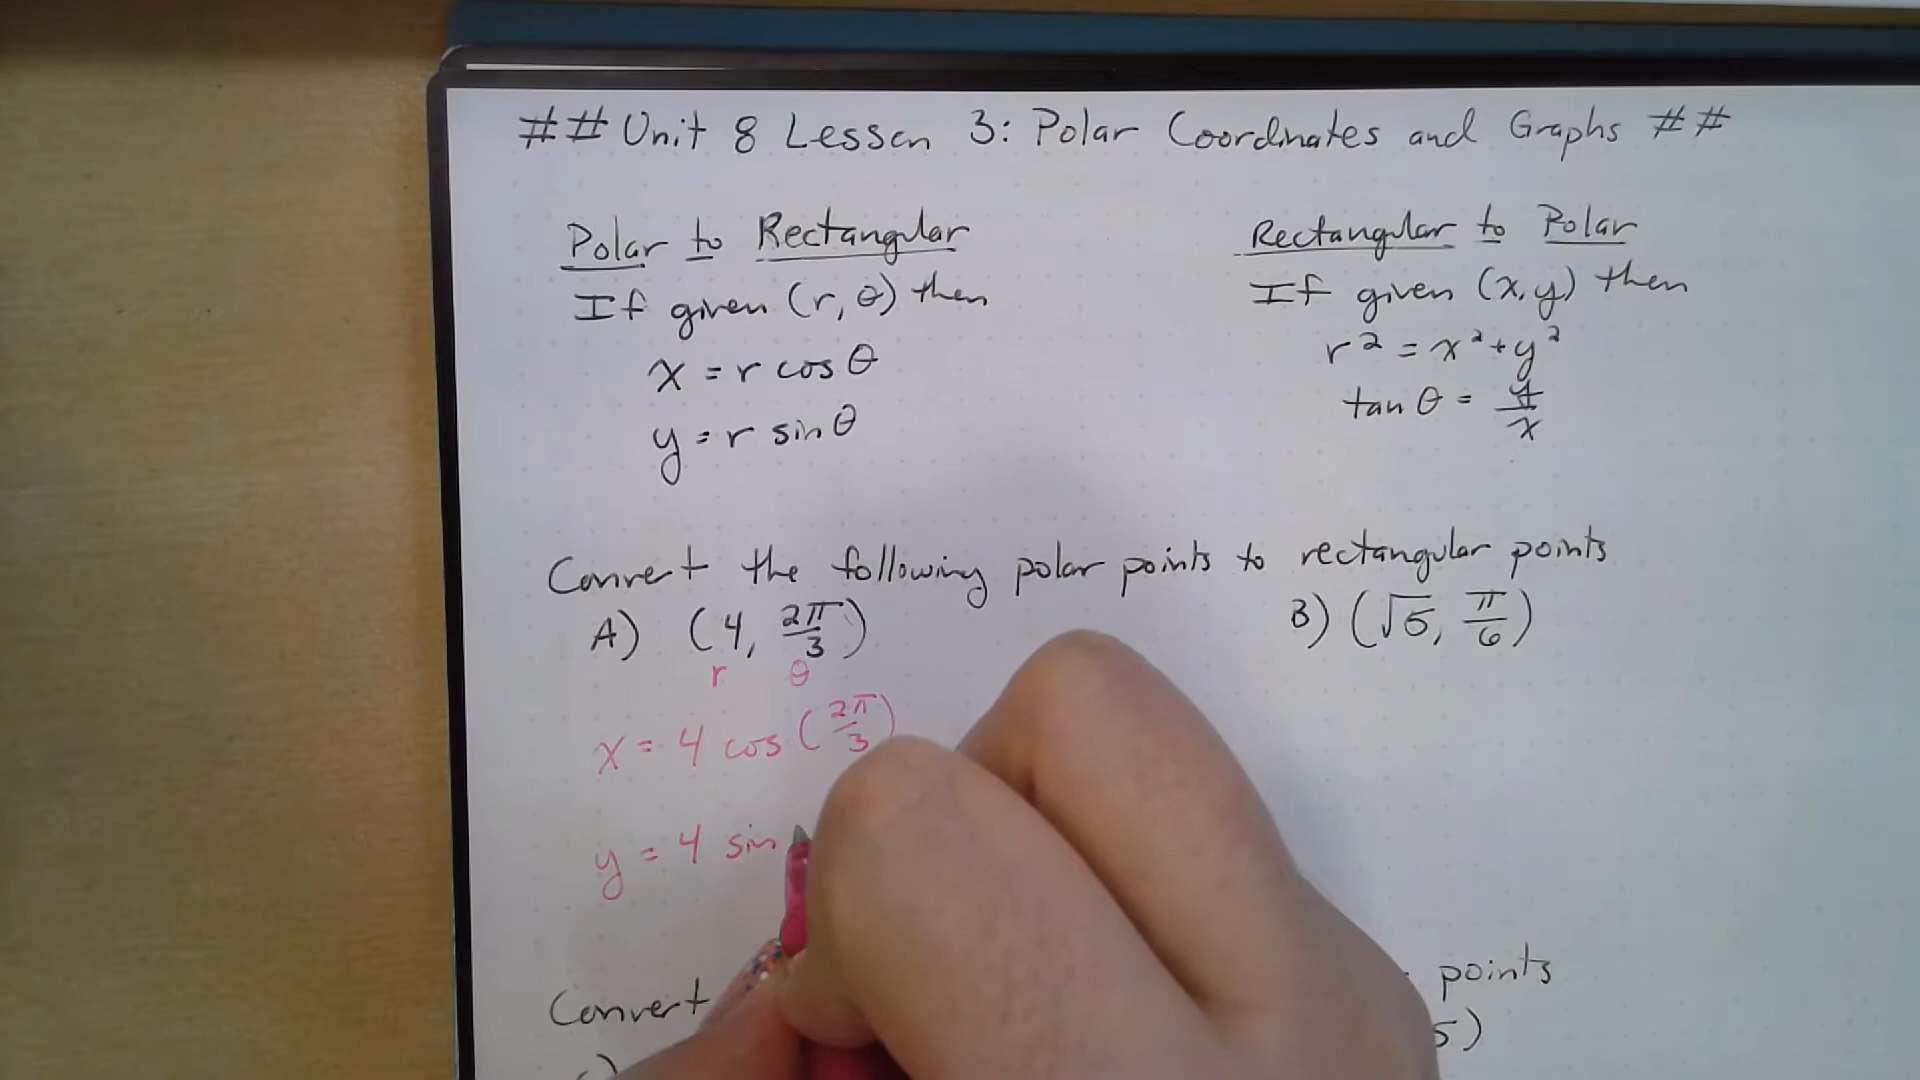 ## Unit 8 Lesson 3: Polar Coordinates and Graphs ##
Polar to Rectangular
If given (r, θ) then
x = r cos θ
y = r sin θ
Rectangular to Polar
If given (x, y) then
r² = x² + y²
tan θ = y/x
Convert the following polar points to rectangular points
A) (4, 2π/3)
r θ
x = 4 cos (2π/3)
y = 4 sin
B) (√5, π/6)
Convert
points
5)